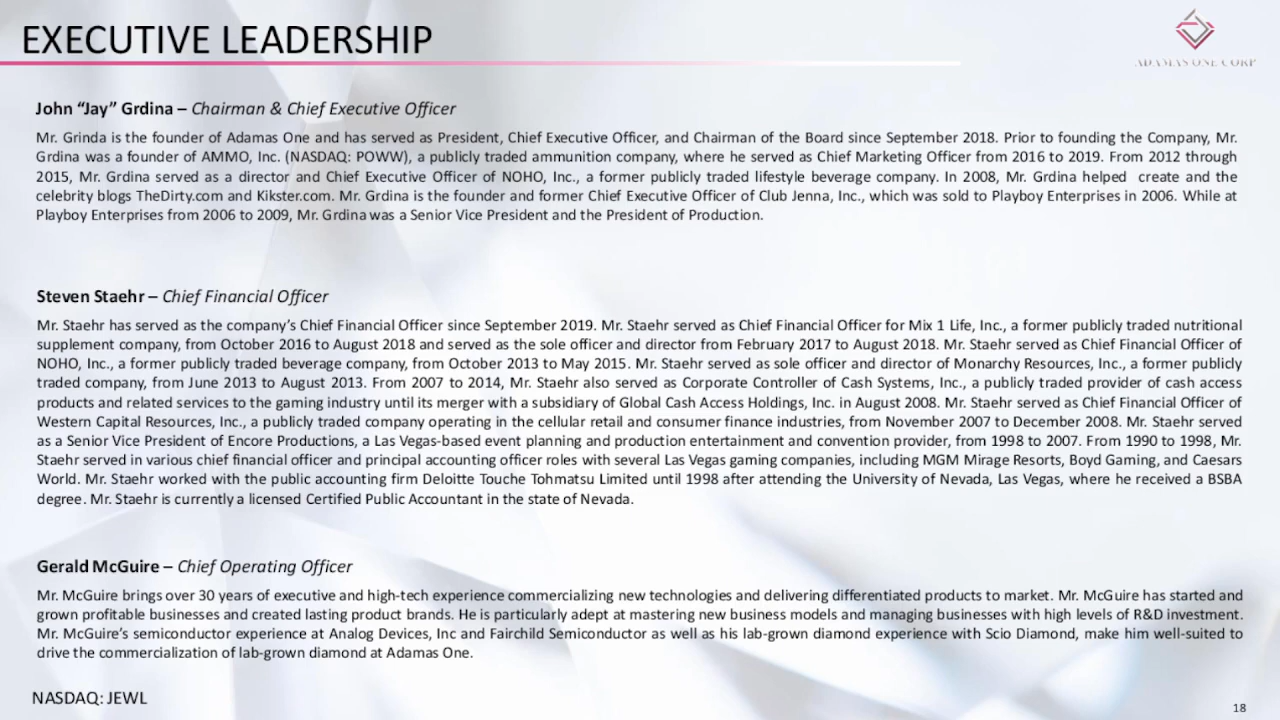 EXECUTIVE LEADERSHIP
ADAMAS ONE CORP
John “Jay” Grdina – Chairman & Chief Executive Officer
Mr. Grinda is the founder of Adamas One and has served as President, Chief Executive Officer, and Chairman of the Board since September 2018. Prior to founding the Company, Mr.
Grdina was a founder of AMMO, Inc. (NASDAQ: POWW), a publicly traded ammunition company, where he served as Chief Marketing Officer from 2016 to 2019. From 2012 through
2015, Mr. Grdina served as a director and Chief Executive Officer of NOHO, Inc., a former publicly traded lifestyle beverage company. In 2008, Mr. Grdina helped create and the
celebrity blogs TheDirty.com and Kikster.com. Mr. Grdina is the founder and former Chief Executive Officer of Club Jenna, Inc., which was sold to Playboy Enterprises in 2006. While at
Playboy Enterprises from 2006 to 2009, Mr. Grdina was a Senior Vice President and the President of Production.
Steven Staehr – Chief Financial Officer
Mr. Staehr has served as the company’s Chief Financial Officer since September 2019. Mr. Staehr served as Chief Financial Officer for Mix 1 Life, Inc., a former publicly traded nutritional
supplement company, from October 2016 to August 2018 and served as the sole officer and director from February 2017 to August 2018. Mr. Staehr served as Chief Financial Officer of
NOHO, Inc., a former publicly traded beverage company, from October 2013 to May 2015. Mr. Staehr served as sole officer and director of Monarchy Resources, Inc., a former publicly
traded company, from June 2013 to August 2013. From 2007 to 2014, Mr. Staehr also served as Corporate Controller of Cash Systems, Inc., a publicly traded provider of cash access
products and related services to the gaming industry until its merger with a subsidiary of Global Cash Access Holdings, Inc. in August 2008. Mr. Staehr served as Chief Financial Officer of
Western Capital Resources, Inc., a publicly traded company operating in the cellular retail and consumer finance industries, from November 2007 to December 2008. Mr. Staehr served
as a Senior Vice President of Encore Productions, a Las Vegas-based event planning and production entertainment and convention provider, from 1998 to 2007. From 1990 to 1998, Mr.
Staehr served in various chief financial officer and principal accounting officer roles with several Las Vegas gaming companies, including MGM Mirage Resorts, Boyd Gaming, and Caesars
World. Mr. Staehr worked with the public accounting firm Deloitte Touche Tohmatsu Limited until 1998 after attending the University of Nevada, Las Vegas, where he received a BSBA
degree. Mr. Staehr is currently a licensed Certified Public Accountant in the state of Nevada.
Gerald McGuire – Chief Operating Officer
Mr. McGuire brings over 30 years of executive and high-tech experience commercializing new technologies and delivering differentiated products to market. Mr. McGuire has started and
grown profitable businesses and created lasting product brands. He is particularly adept at mastering new business models and managing businesses with high levels of R&D investment.
Mr. McGuire’s semiconductor experience at Analog Devices, Inc and Fairchild Semiconductor as well as his lab-grown diamond experience with Scio Diamond, make him well-suited to
drive the commercialization of lab-grown diamond at Adamas One.
NASDAQ: JEWL
18